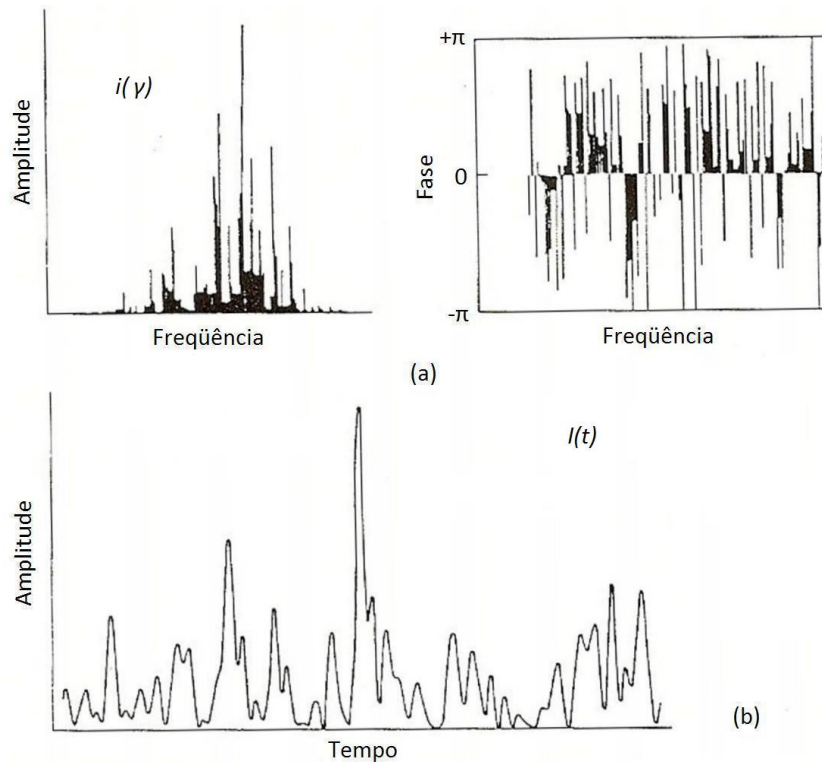 Amplitude
i(γ)
Freqüência
+π
0
-π
Fase
Freqüência
(a)
Amplitude
I(t)
Tempo
(b)